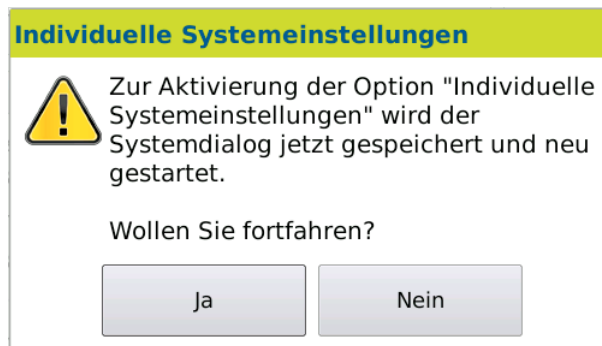 Individuelle Systemeinstellungen
Zur Aktivierung der Option "Individuelle
Systemeinstellungen" wird der
Systemdialog jetzt gespeichert und neu
gestartet.
Wollen Sie fortfahren?
Ja
Nein